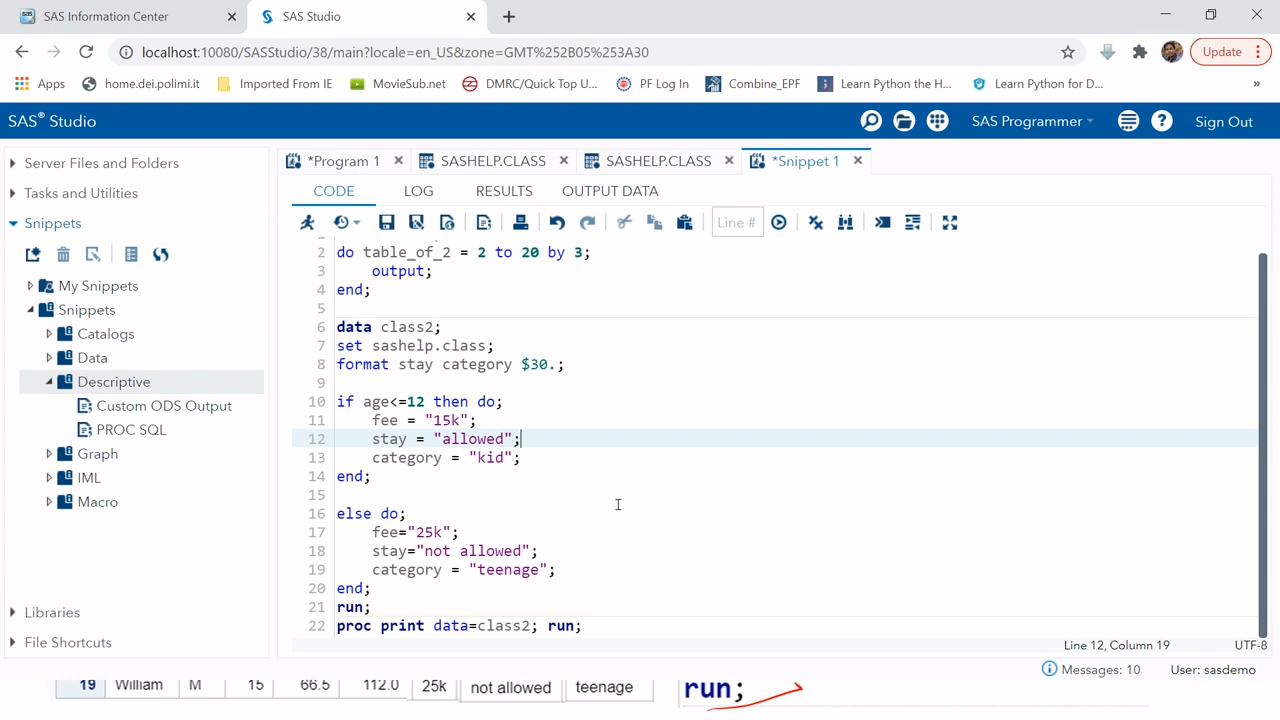 SAS Information Center
SAS Studio
localhost:10080/SASStudio/38/main?locale=en_US&zone=GMT%252B05%253A30
Update
Apps
home.dei.polimi.it
Imported From IE
MovieSub.net
DMRC/Quick Top U...
PF Log In
Combine_EPF
Learn Python the H...
Learn Python for D...
»
SAS® Studio
SAS Programmer
Sign Out
Server Files and Folders
Tasks and Utilities
Snippets
My Snippets
Snippets
Catalogs
Data
Descriptive
Custom ODS Output
PROC SQL
Graph
IML
Macro
Libraries
File Shortcuts
*Program 1
SASHELP.CLASS
SASHELP.CLASS
*Snippet 1
CODE
LOG
RESULTS
OUTPUT DATA
Line #
2 do table_of_2 = 2 to 20 by 3;
3 output;
4 end;
5
6 data class2;
7 set sashelp.class;
8 format stay category $30.;
9
10 if age<=12 then do;
11 fee = "15k";
12 stay = "allowed";
13 category = "kid";
14 end;
15
16 else do;
17 fee="25k";
18 stay="not allowed";
19 category = "teenage";
20 end;
21 run;
22 proc print data=class2; run;
Line 12, Column 19
UTF-8
Messages: 10
User: sasdemo
19 William M 15 66.5 112.0 25k not allowed teenage
run;